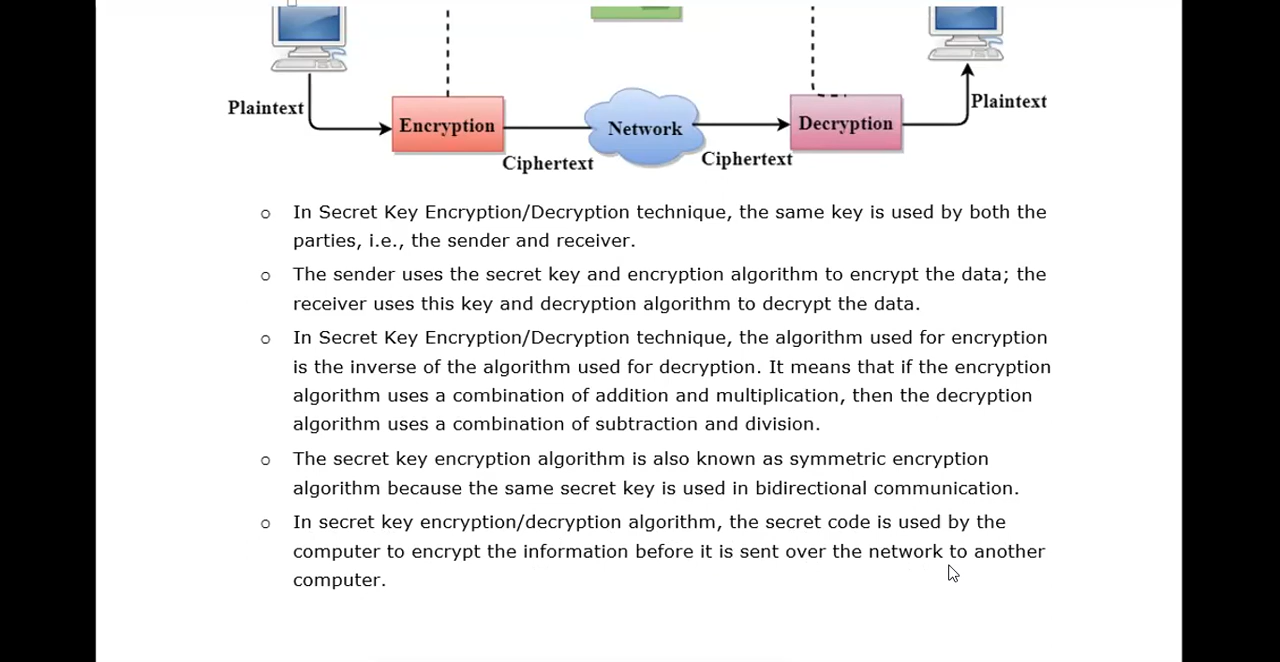 Plaintext
Plaintext
Encryption
Network
Decryption
Ciphertext
Ciphertext
o In Secret Key Encryption/Decryption technique, the same key is used by both the
parties, i.e., the sender and receiver.
o The sender uses the secret key and encryption algorithm to encrypt the data; the
receiver uses this key and decryption algorithm to decrypt the data.
o In Secret Key Encryption/Decryption technique, the algorithm used for encryption
is the inverse of the algorithm used for decryption. It means that if the encryption
algorithm uses a combination of addition and multiplication, then the decryption
algorithm uses a combination of subtraction and division.
o The secret key encryption algorithm is also known as symmetric encryption
algorithm because the same secret key is used in bidirectional communication.
o In secret key encryption/decryption algorithm, the secret code is used by the
computer to encrypt the information before it is sent over the network to another
computer.